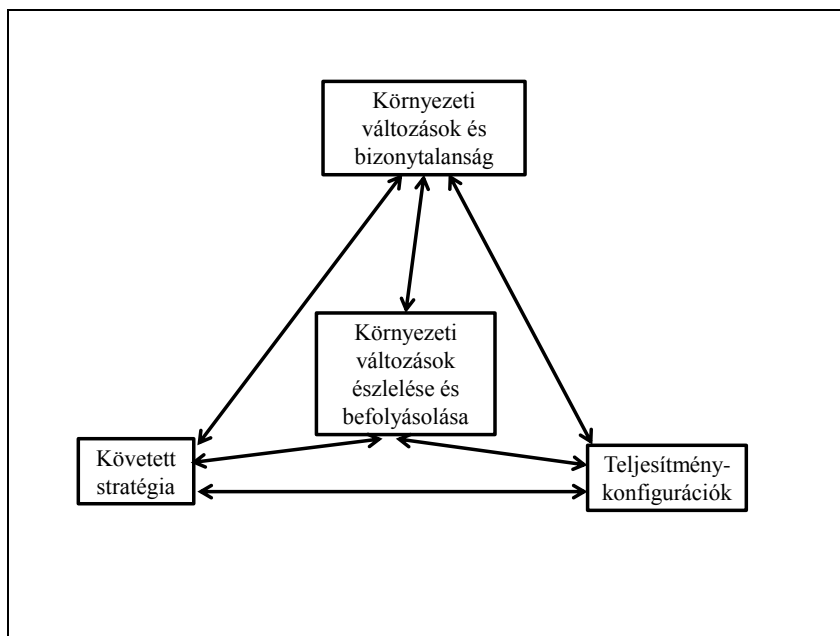 Környezeti
változások és
bizonytalanság
Környezeti
változások
észlelése és
befolyásolása
Követett
stratégia
Teljesítmény-
konfigurációk